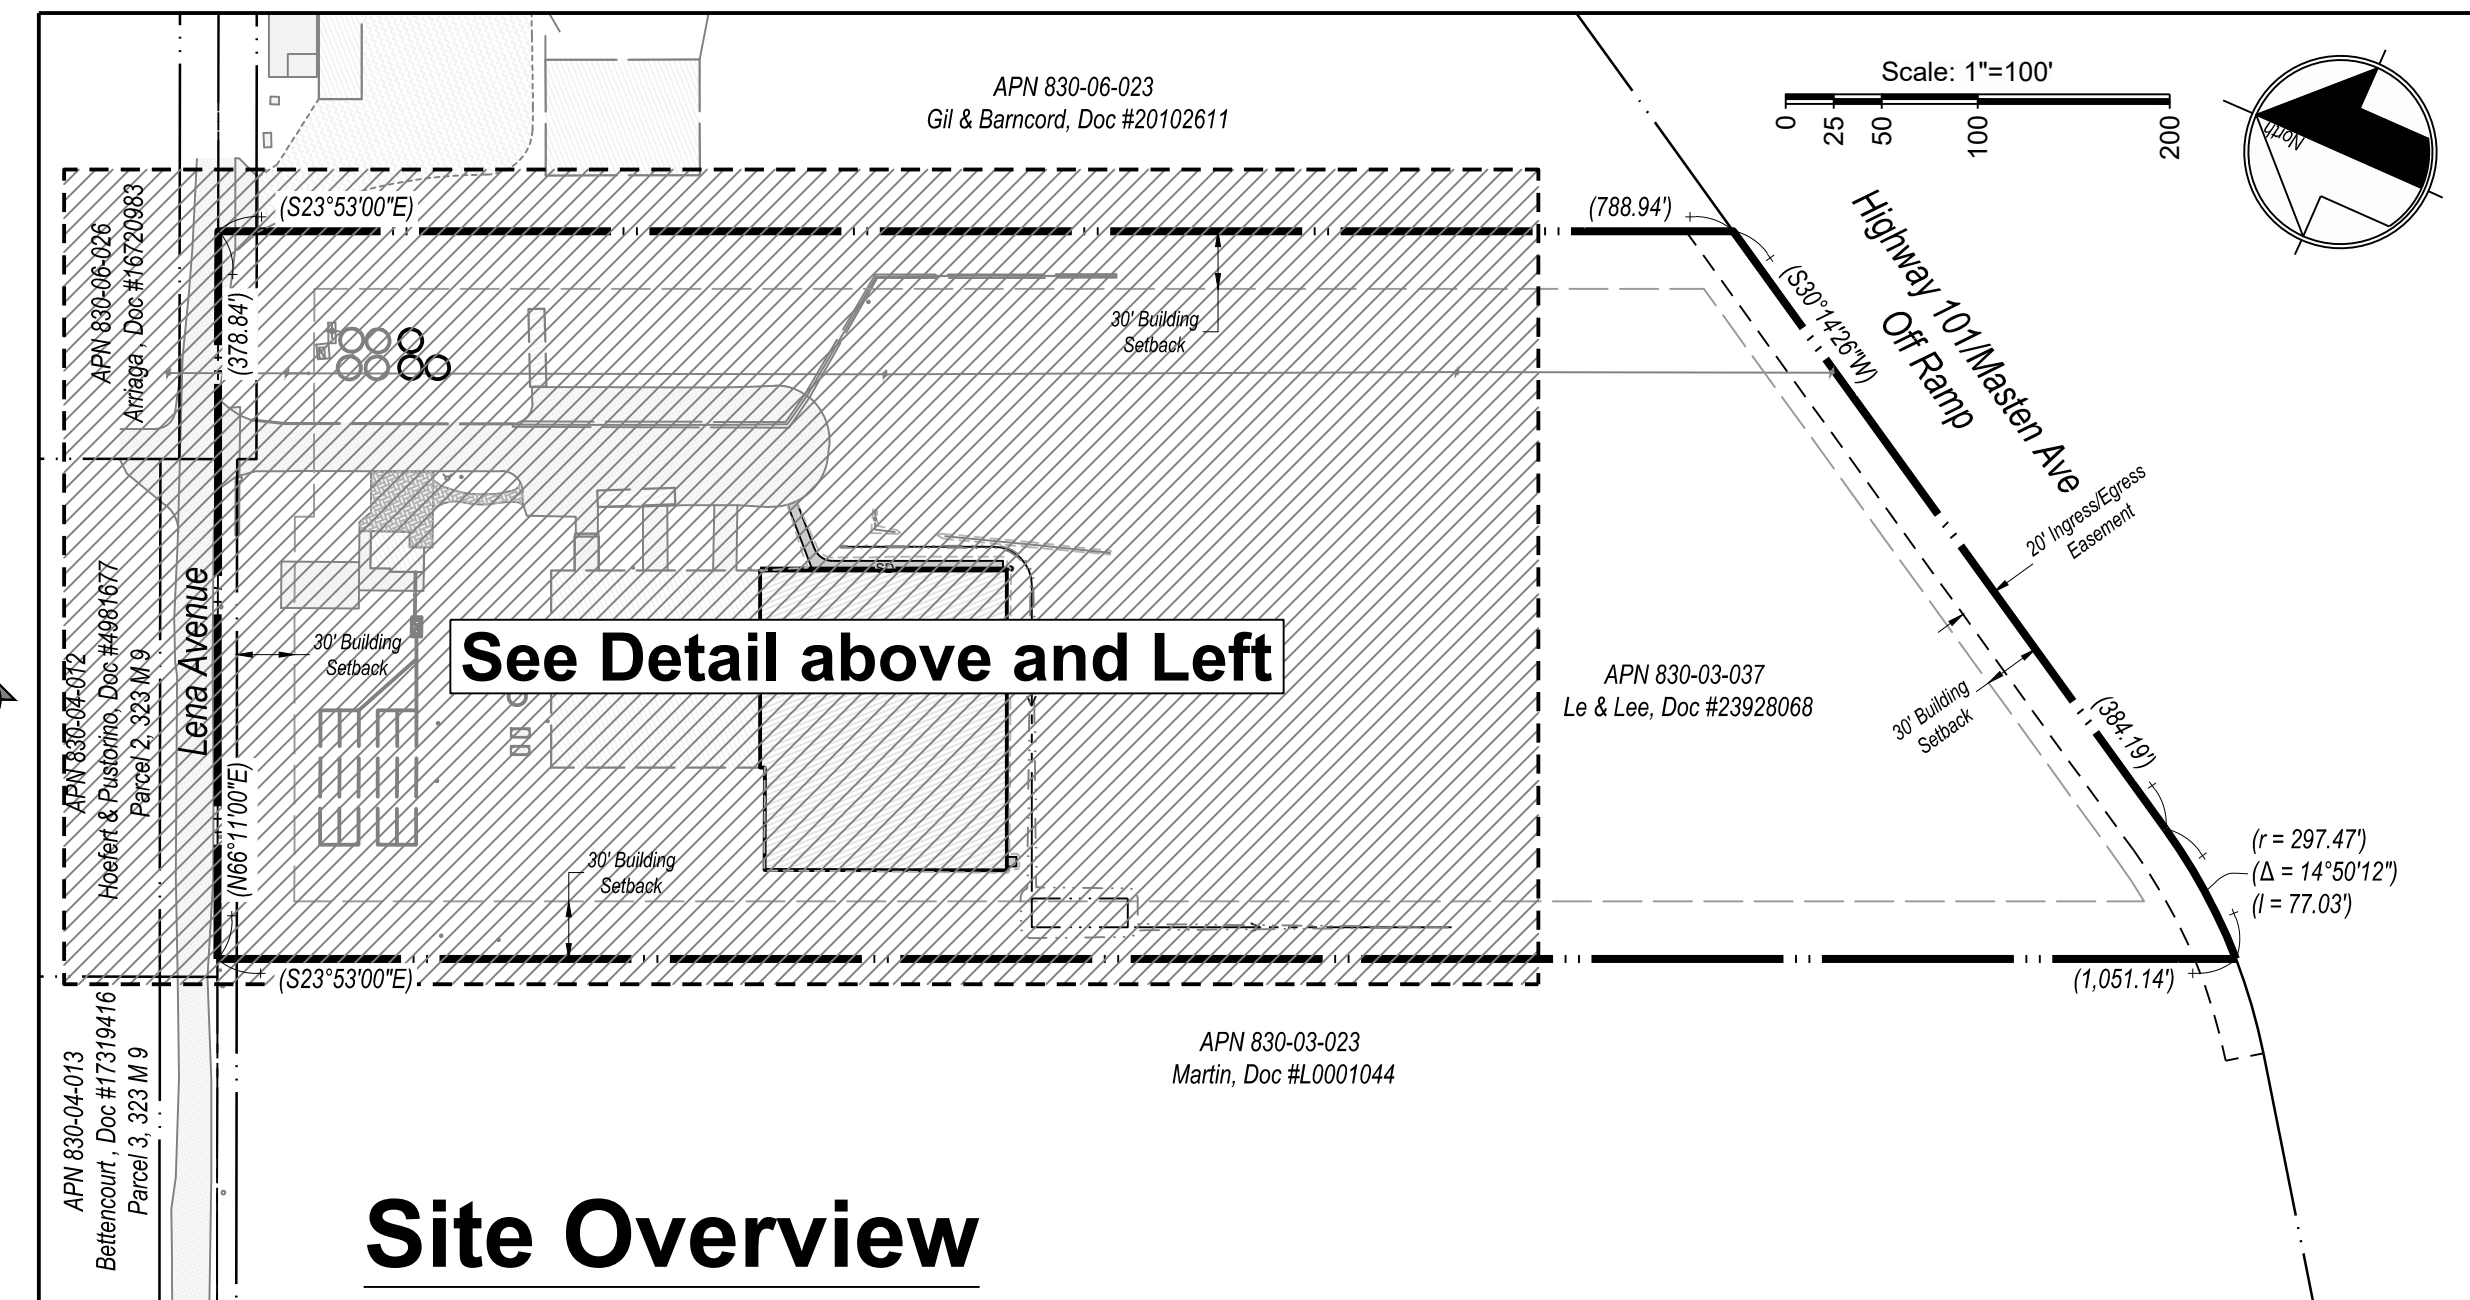 APN 830-06-023
Gil & Barncord, Doc #20102611
Scale: 1"=100'
0
25
50
100
200
North
Highway 101/Masten Ave
Off Ramp
(S23°53'00"E)
(788.94')
(S30°14'26"W)
APN 830-06-026
Arriaga , Doc #16720983
(378.84')
30' Building
Setback
20' Ingress/Egress
Easement
SD
APN 830-04-012
Hoefert & Pustorino, Doc #4981677
Parcel 2, 323 M 9
Lena Avenue
30' Building
Setback
See Detail above and Left
APN 830-03-037
Le & Lee, Doc #23928068
30' Building
Setback
(384.19')
(N66°11'00"E)
30' Building
Setback
(r = 297.47')
(Δ = 14°50'12")
(l = 77.03')
(S23°53'00"E)
(1,051.14')
APN 830-04-013
Bettencourt , Doc #17319416
Parcel 3, 323 M 9
APN 830-03-023
Martin, Doc #L0001044
Site Overview